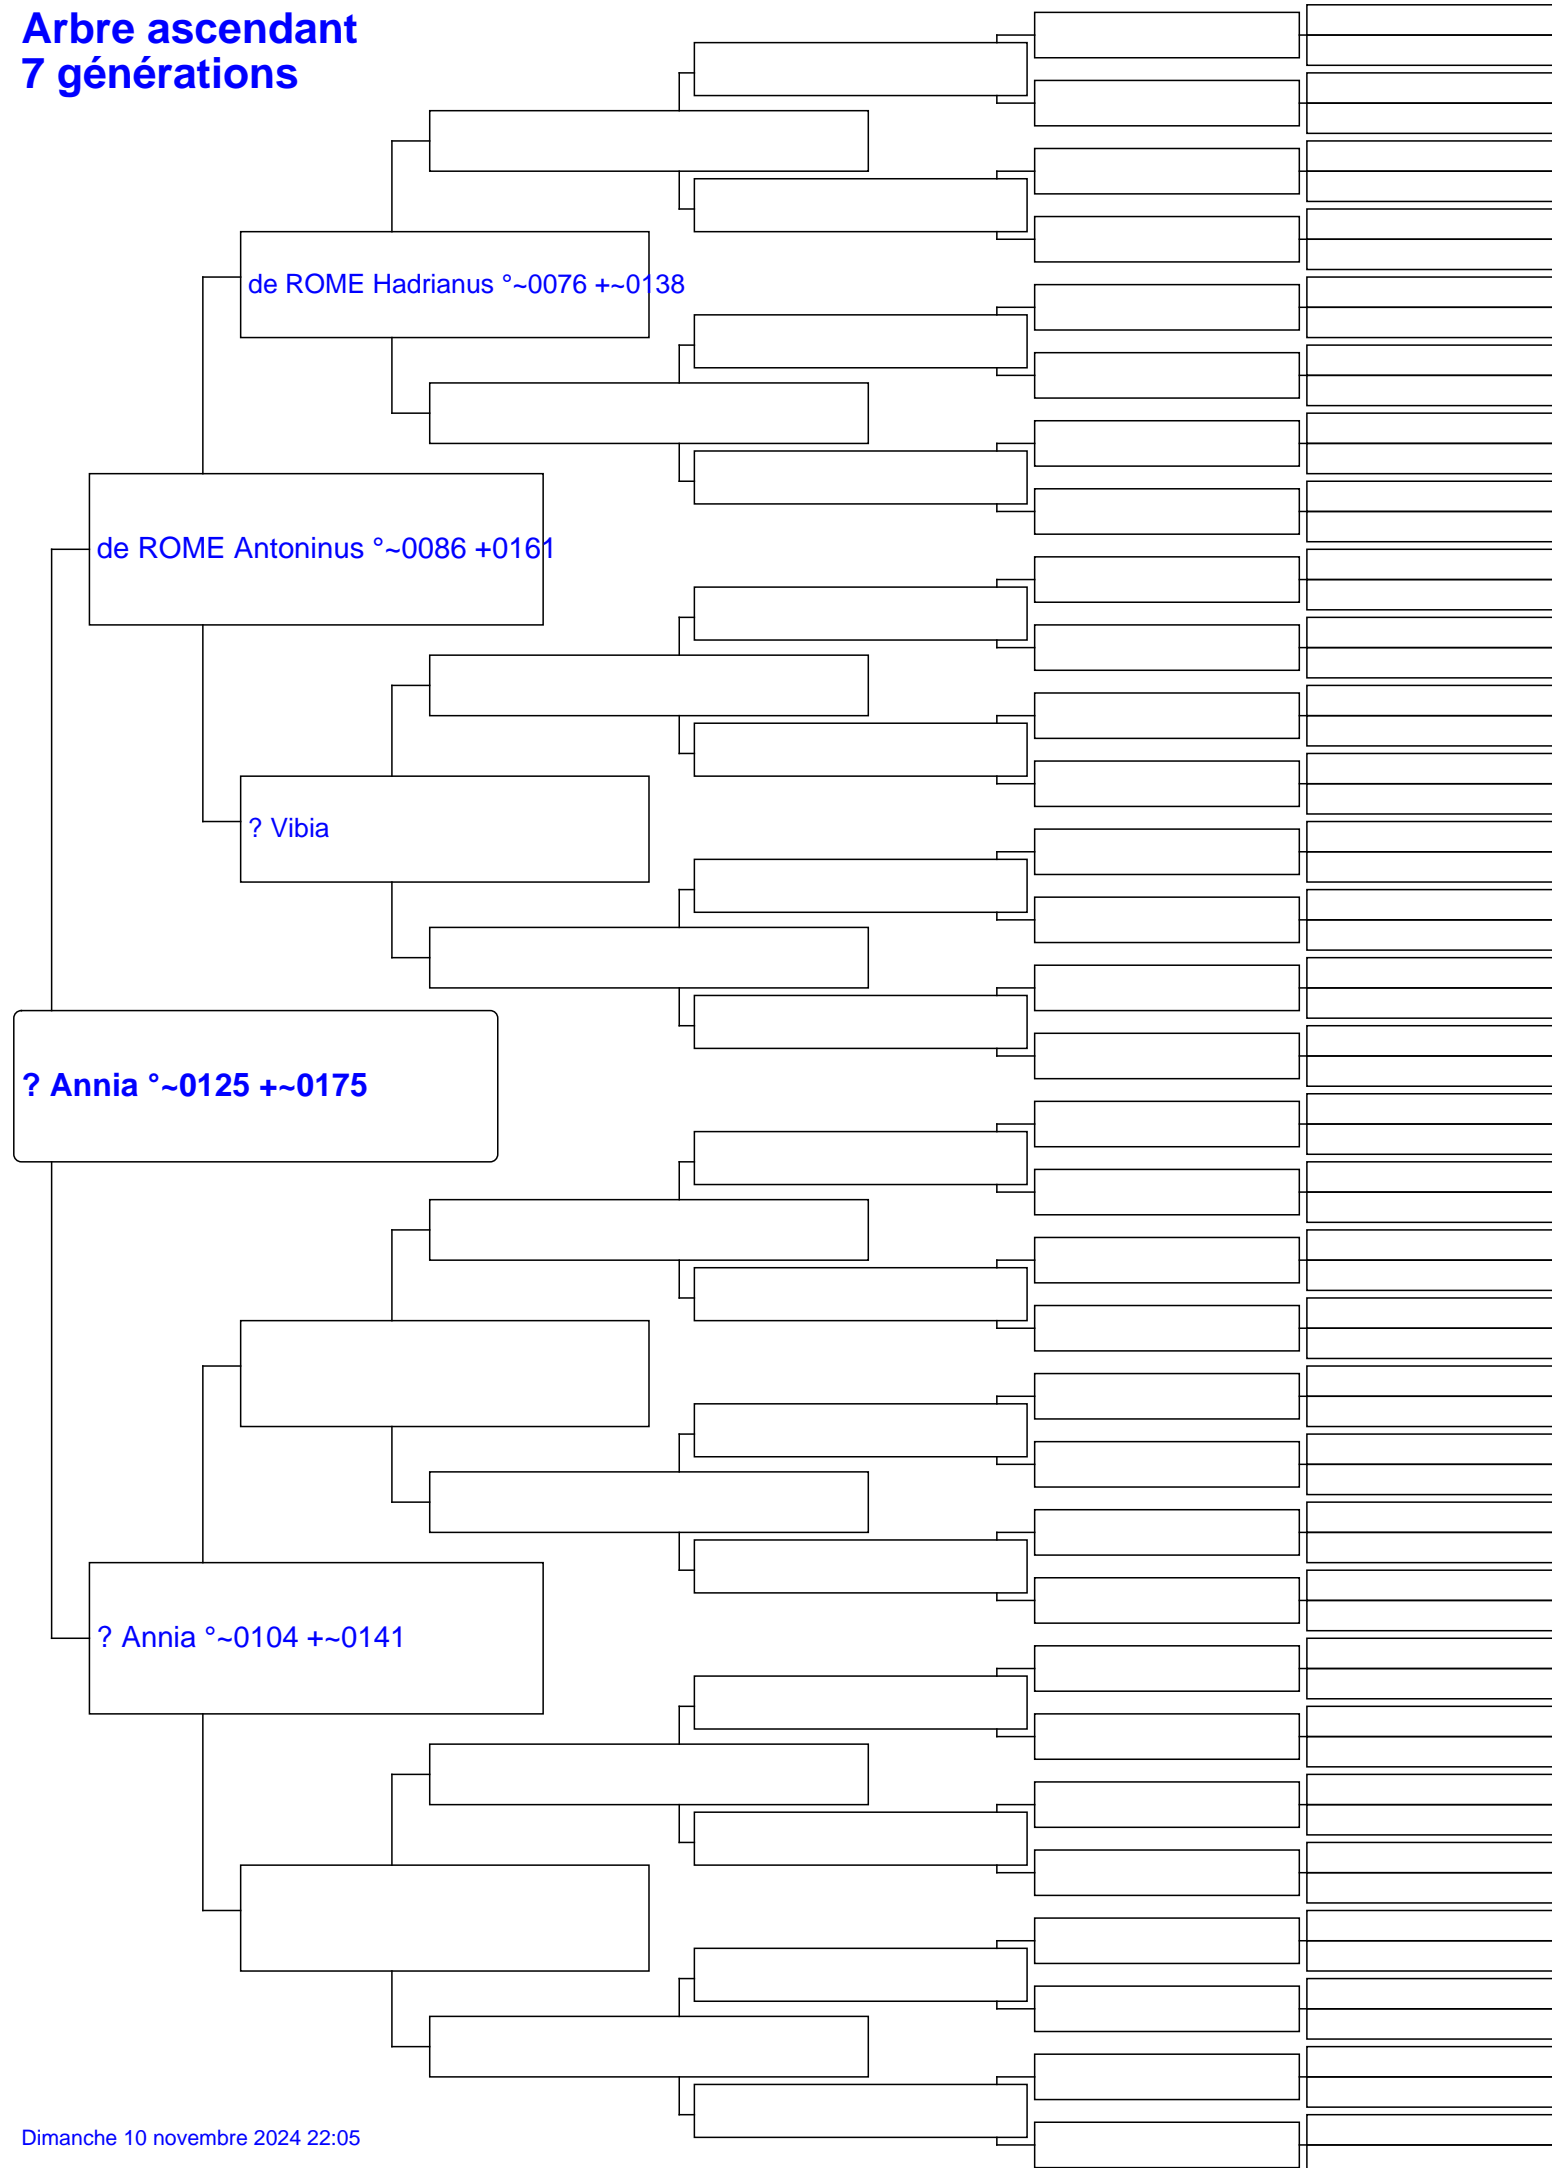 Arbre ascendant
7 générations
de ROME Hadrianus °~0076 +~0138
de ROME Antoninus °~0086 +0161
? Vibia
? Annia °~0125 +~0175
? Annia °~0104 +~0141
Dimanche 10 novembre 2024 22:05